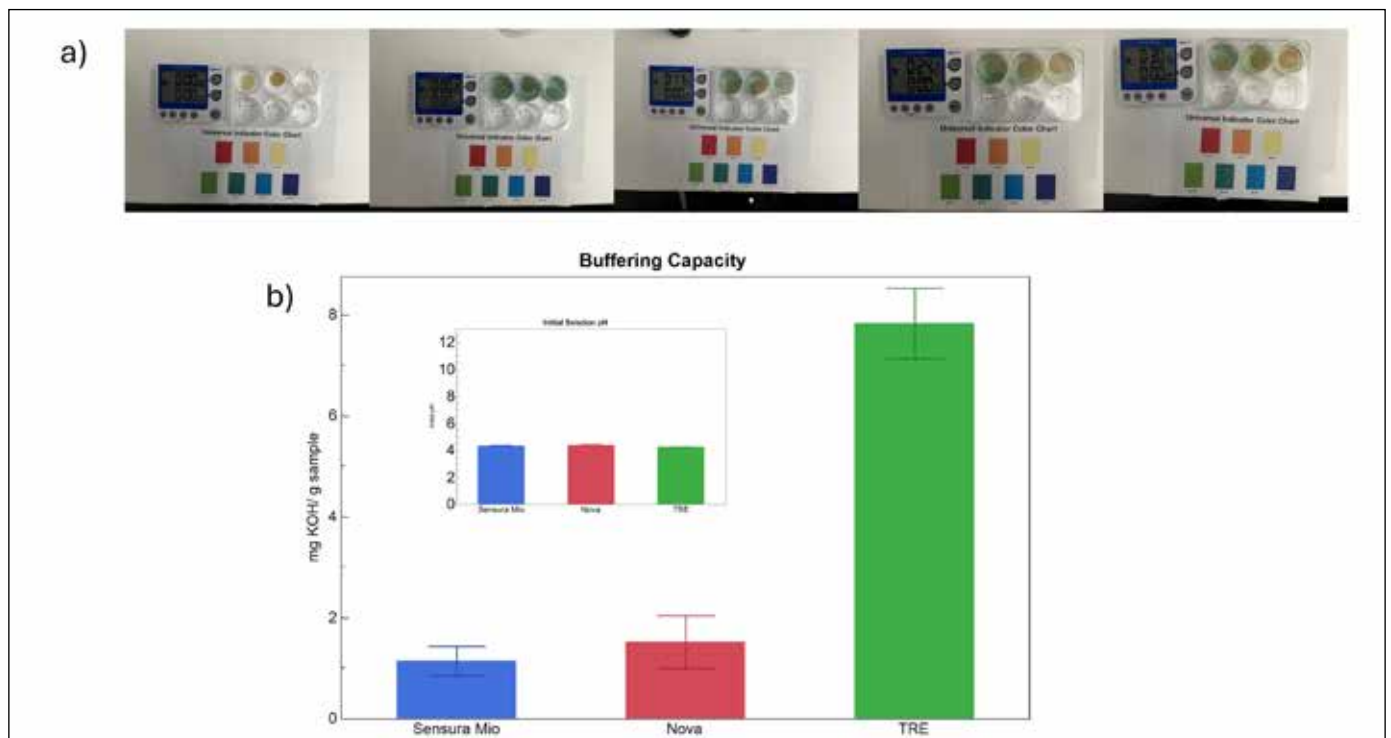 a)
Universal Indicator Color Chart
Universal Indicator Color Chart
Universal Indicator Color Chart
Universal Indicator Color Chart
Universal Indicator Color Chart
b)
Buffering Capacity
mg KOH/ g sample
8
6
4
2
0
Initial Solution pH
Initial pH
12
10
8
6
4
2
0
Sensura Mio Nova TRE
Sensura Mio Nova TRE